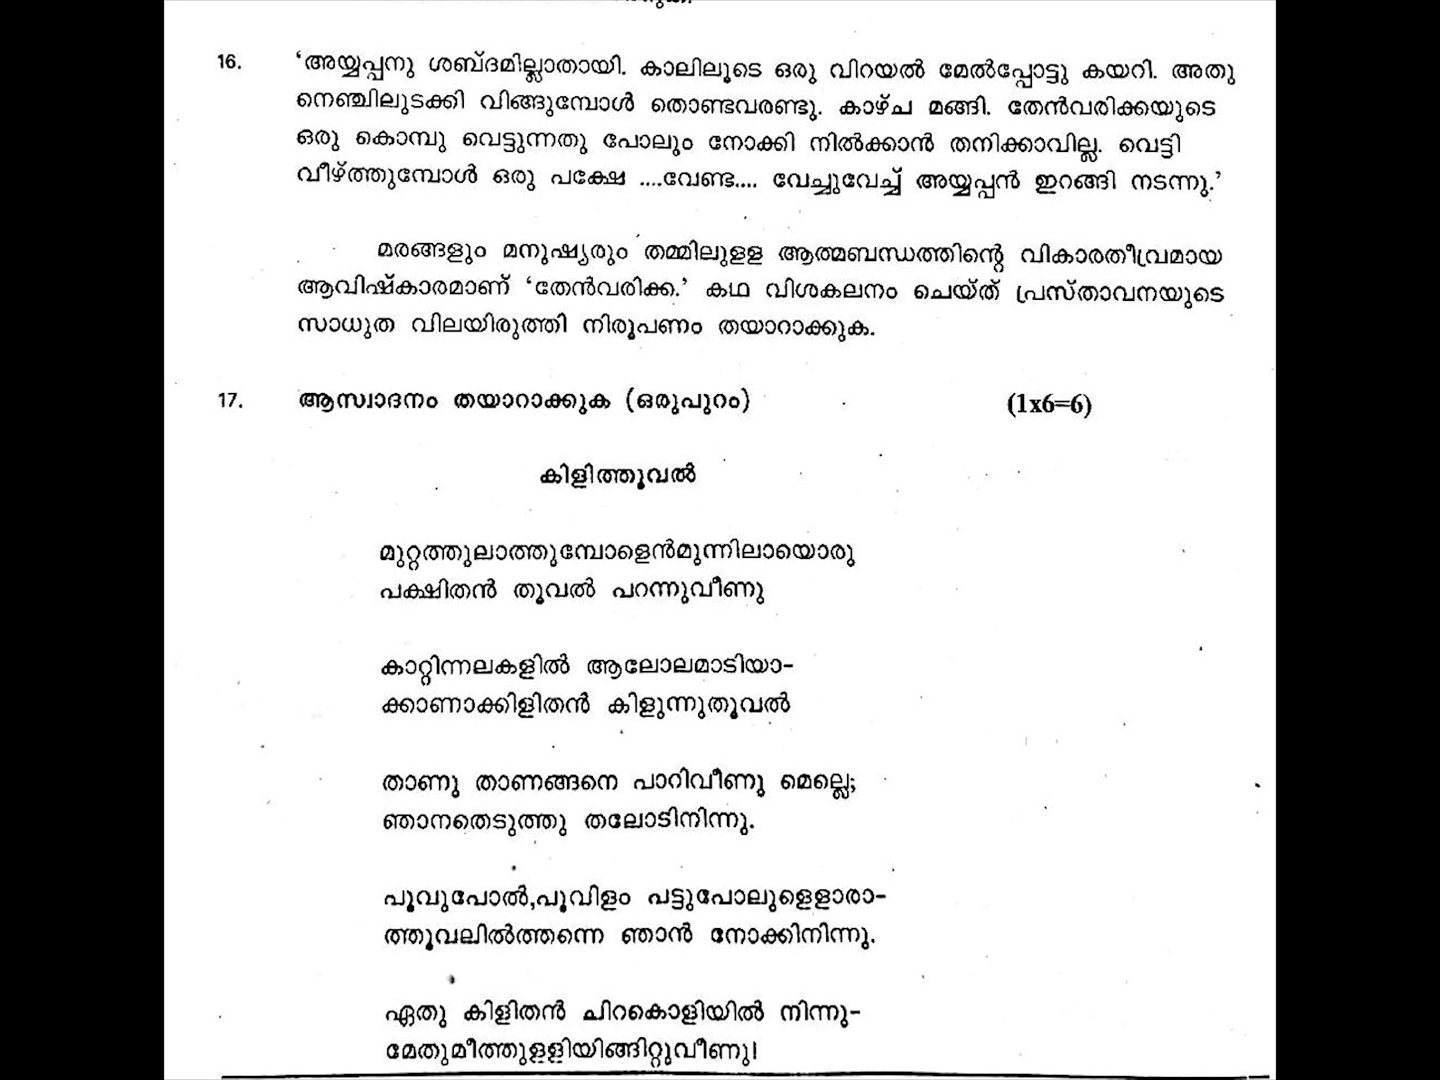 16. ‘അയ്യപ്പനു ശബ്ദമില്ലാതായി. കാലിലൂടെ ഒരു വിറയൽ മേൽപ്പോട്ടു കയറി. അതു
നെഞ്ചിലുടക്കി വിങ്ങുമ്പോൾ തൊണ്ടവരണ്ടു. കാഴ്ച മങ്ങി. തേൻവരിക്കയുടെ
ഒരു കൊമ്പു വെട്ടുന്നതു പോലും നോക്കി നിൽക്കാൻ തനിക്കാവില്ല. വെട്ടി
വീഴ്ത്തുമ്പോൾ ഒരു പക്ഷേ ....വേണ്ട.... വേച്ചുവേച്ച് അയ്യപ്പൻ ഇറങ്ങി നടന്നു.’
മരങ്ങളും മനുഷ്യരും തമ്മിലുളള ആത്മബന്ധത്തിന്റെ വികാരതീവ്രമായ
ആവിഷ്കാരമാണ് ‘തേൻവരിക്ക.’ കഥ വിശകലനം ചെയ്ത് പ്രസ്താവനയുടെ
സാധുത വിലയിരുത്തി നിരൂപണം തയാറാക്കുക.
17. ആസ്വാദനം തയാറാക്കുക (ഒരുപുറം) (1x6=6)
കിളിത്തൂവൽ
മുറ്റത്തുലാത്തുമ്പോളെൻമുന്നിലായൊരു
പക്ഷിതൻ തൂവൽ പറന്നുവീണു
കാറ്റിന്നലകളിൽ ആലോലമാടിയാ-
ക്കാണാക്കിളിതൻ കിളുന്നുതൂവൽ
താണു താണങ്ങനെ പാറിവീണു മെല്ലെ;
ഞാനതെടുത്തു തലോടിനിന്നു.
പൂവുപോൽ,പൂവിളം പട്ടുപോലുളെളാരാ-
ത്തൂവലിൽത്തന്നെ ഞാൻ നോക്കിനിന്നു.
ഏതു കിളിതൻ ചിറകൊളിയിൽ നിന്നു-
മേതുമീത്തുളളിയിങ്ങിറ്റുവീണു!